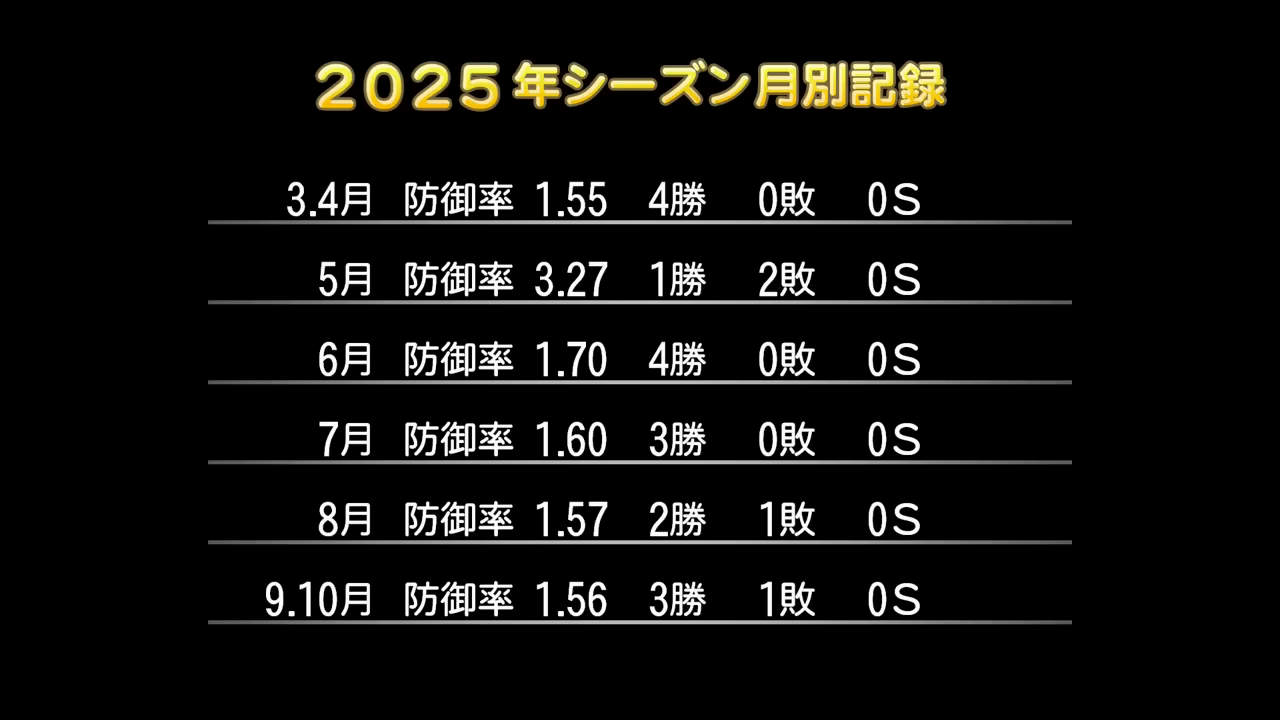 ２０２５年シーズン月別記録
3.4月 防御率 1.55 4勝 0敗 0Ｓ
5月 防御率 3.27 1勝 2敗 0Ｓ
6月 防御率 1.70 4勝 0敗 0Ｓ
7月 防御率 1.60 3勝 0敗 0Ｓ
8月 防御率 1.57 2勝 1敗 0Ｓ
9.10月 防御率 1.56 3勝 1敗 0Ｓ